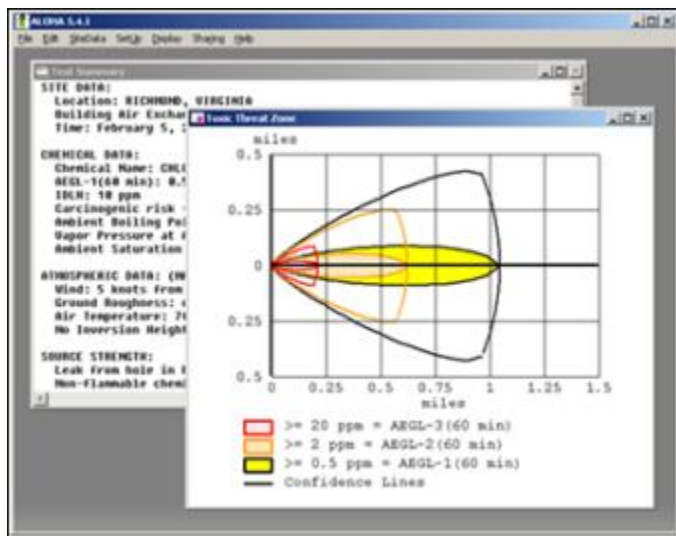 ALOHA 5.4.1
File Edit SiteData SetUp Display Sharing Help
Text Summary
SITE DATA:
Location: RICHMOND, VIRGINIA
Building Air Exchan
Time: February 5, 2
CHEMICAL DATA:
Chemical Name: CHLO
AEGL-1(60 min): 0.5
IDLH: 10 ppm
Carcinogenic risk -
Ambient Boiling Poi
Vapor Pressure at A
Ambient Saturation
ATMOSPHERIC DATA: (MA
Wind: 5 knots from
Ground Roughness:
Air Temperature: 70
No Inversion Height
SOURCE STRENGTH:
Leak from hole in
Non-flammable chemi
Toxic Threat Zone
miles
0.5
0.25
0
0.25
0.5
0 0.25 0.5 0.75 1 1.25 1.5
miles
>= 20 ppm = AEGL-3(60 min)
>= 2 ppm = AEGL-2(60 min)
>= 0.5 ppm = AEGL-1(60 min)
Confidence Lines